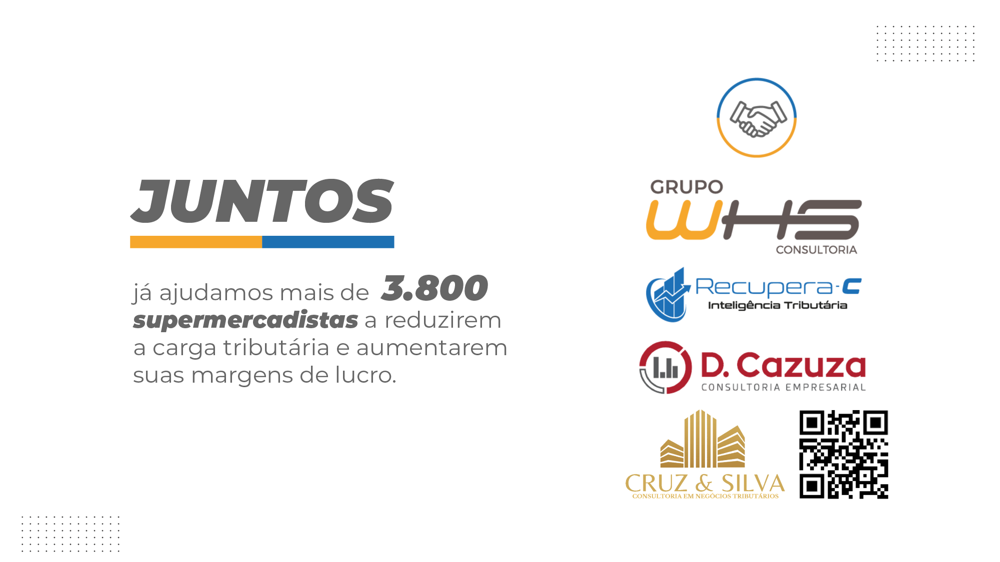 JUNTOS
já ajudamos mais de 3.800
supermercadistas a reduzirem
a carga tributária e aumentarem
suas margens de lucro.
GRUPO
WHS
CONSULTORIA
Recupera-C
Inteligência Tributária
D. Cazuza
CONSULTORIA EMPRESARIAL
CRUZ & SILVA
CONSULTORIA EM NEGÓCIOS TRIBUTÁRIOS